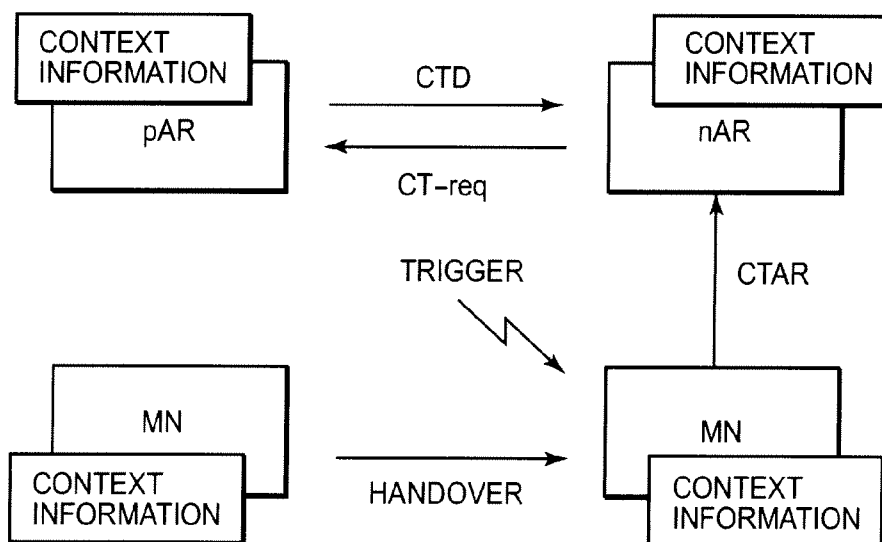 CONTEXT
INFORMATION
pAR
CTD
CT-req
CONTEXT
INFORMATION
nAR
TRIGGER
CTAR
MN
CONTEXT
INFORMATION
HANDOVER
MN
CONTEXT
INFORMATION